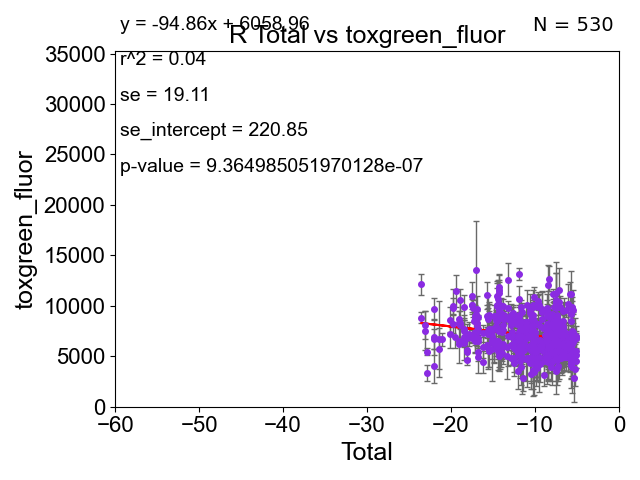 y = -94.86x + 6058.96
N = 530
R Total vs toxgreen_fluor
r^2 = 0.04
se = 19.11
se_intercept = 220.85
p-value = 9.364985051970128e-07
35000
30000
25000
20000
15000
10000
5000
0
toxgreen_fluor
−60 −50 −40 −30 −20 −10 0
Total